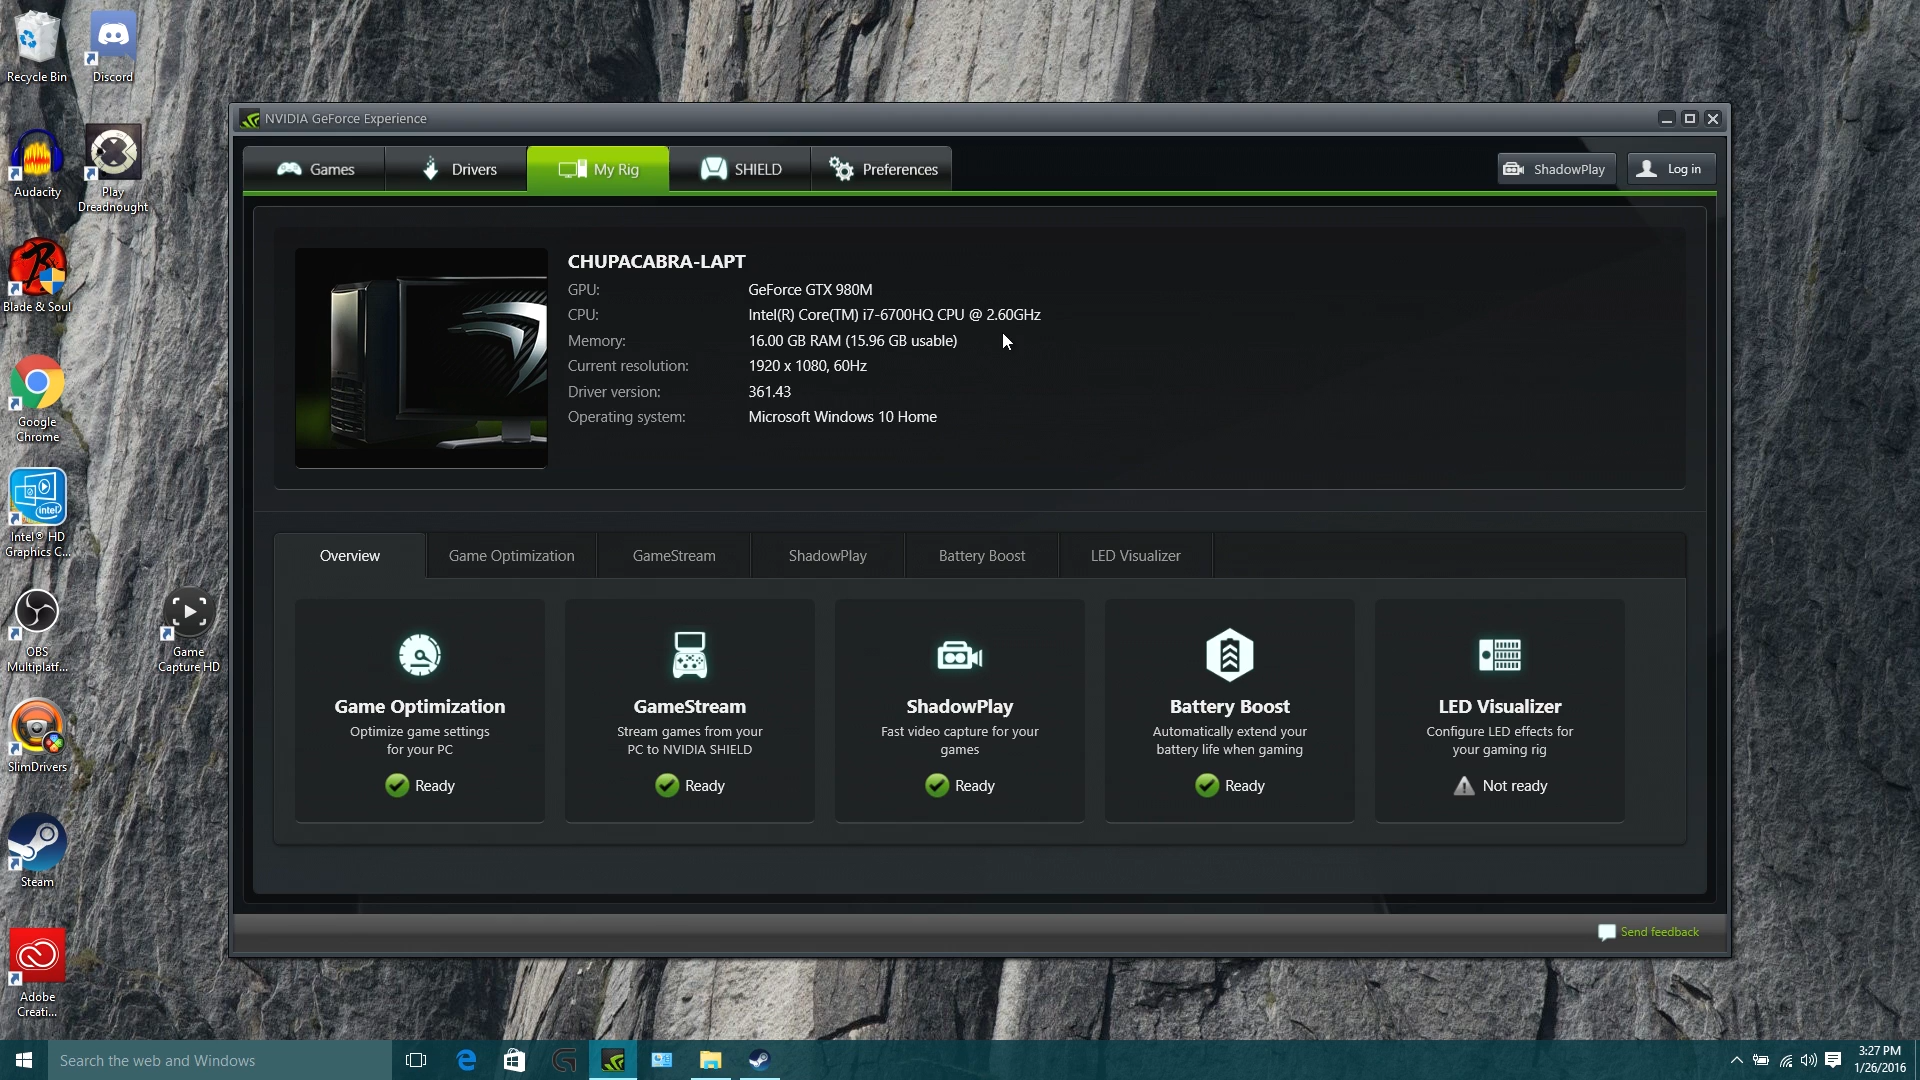 Recycle Bin
Discord
Audacity
Play
Dreadnought
Blade & Soul
Google
Chrome
intel
Intel® HD
Graphics C...
OBS
Multiplatf...
Game
Capture HD
SlimDrivers
Steam
Adobe
Creati...
NVIDIA GeForce Experience
Games
Drivers
My Rig
SHIELD
Preferences
ShadowPlay
Log in
CHUPACABRA-LAPT
GPU: GeForce GTX 980M
CPU: Intel(R) Core(TM) i7-6700HQ CPU @ 2.60GHz
Memory: 16.00 GB RAM (15.96 GB usable)
Current resolution: 1920 x 1080, 60Hz
Driver version: 361.43
Operating system: Microsoft Windows 10 Home
Overview
Game Optimization
GameStream
ShadowPlay
Battery Boost
LED Visualizer
Game Optimization
Optimize game settings
for your PC
Ready
GameStream
Stream games from your
PC to NVIDIA SHIELD
Ready
ShadowPlay
Fast video capture for your
games
Ready
Battery Boost
Automatically extend your
battery life when gaming
Ready
LED Visualizer
Configure LED effects for
your gaming rig
Not ready
Send feedback
Search the web and Windows
3:27 PM
1/26/2016